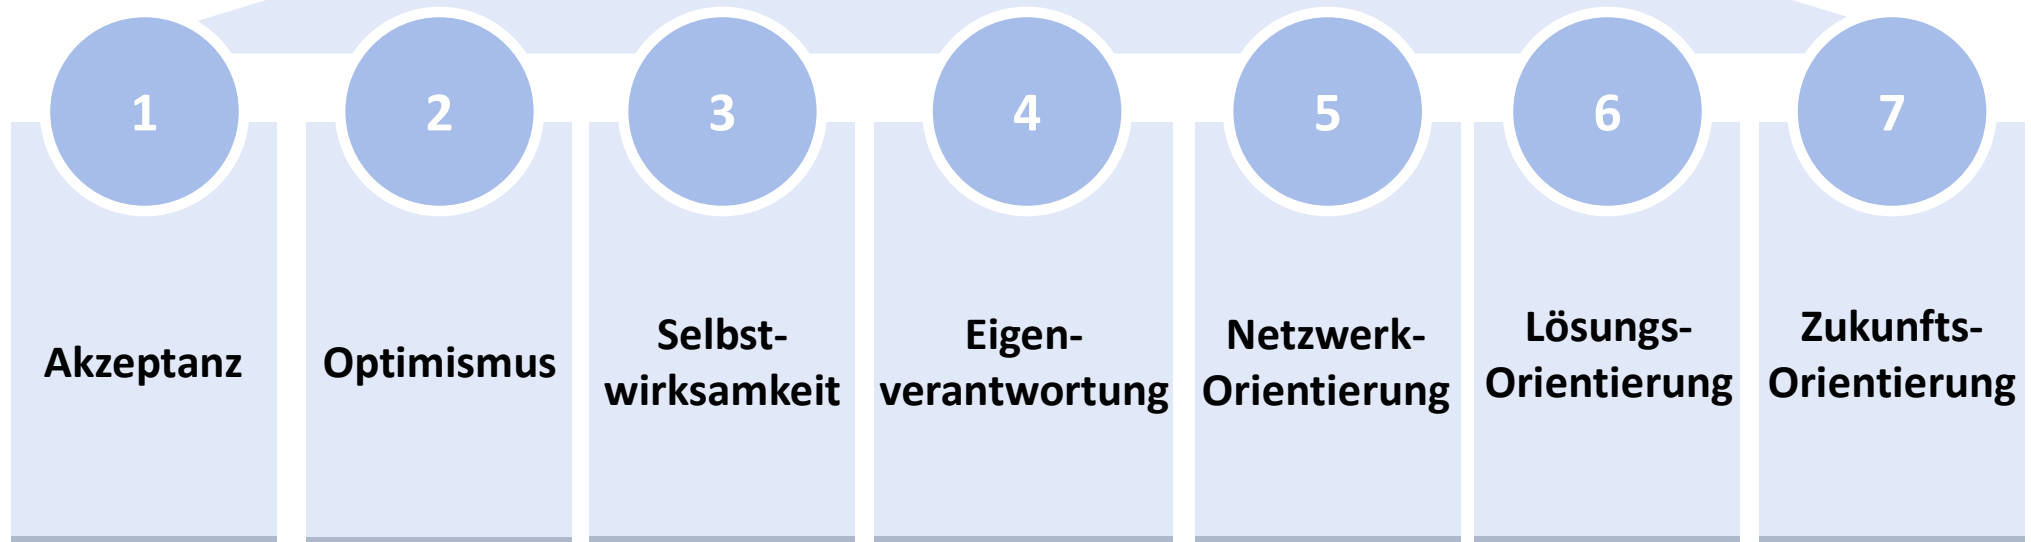 1
2
3
4
5
6
7
Akzeptanz
Optimismus
Selbst-
wirksamkeit
Eigen-
verantwortung
Netzwerk-
Orientierung
Lösungs-
Orientierung
Zukunfts-
Orientierung